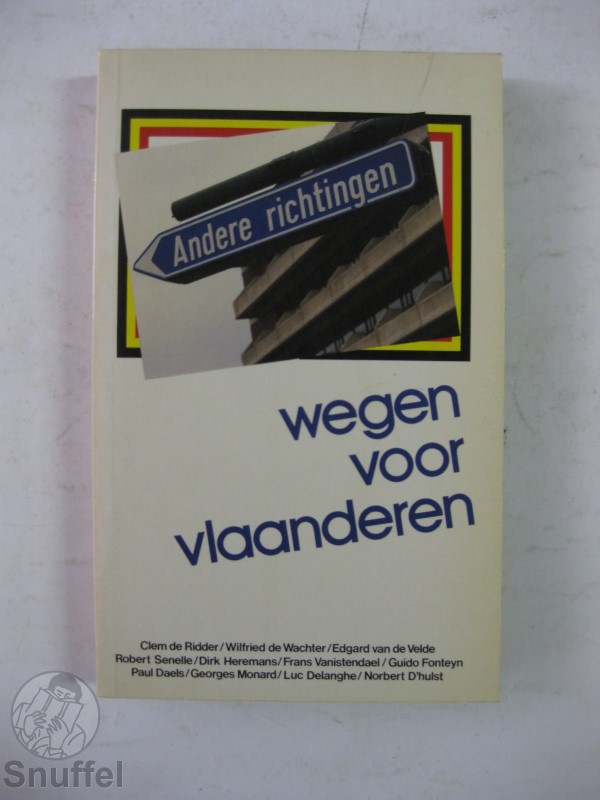 Andere richtingen
wegen
voor
vlaanderen
Clem de Ridder/Wilfried de Wachter/Edgard van de Velde
Robert Senelle/Dirk Heremans/Frans Vanistendael/Guido Fonteyn
Paul Daels/Georges Monard/Luc Delanghe/Norbert D'hulst
Snuffel